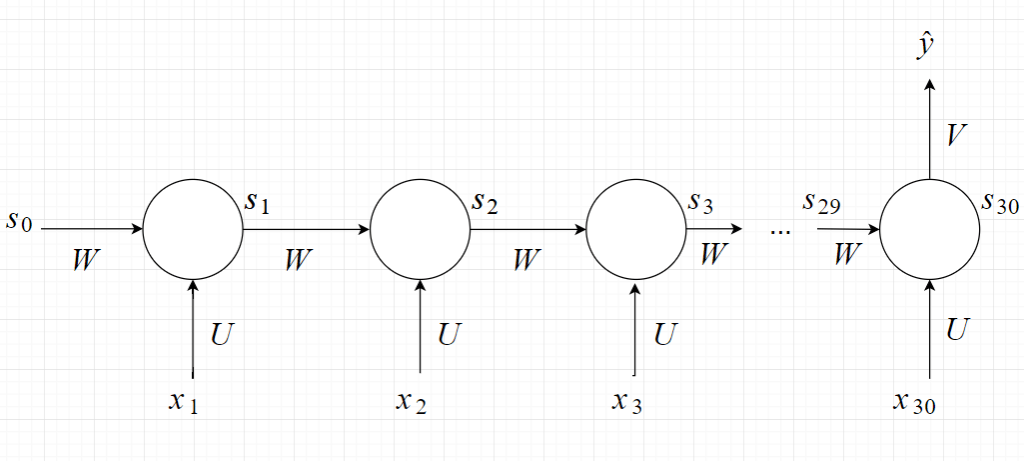 ŷ
V
s1 s2 s3 s29 s30
s0
W W W W ... W
U U U U
x1 x2 x3 x30